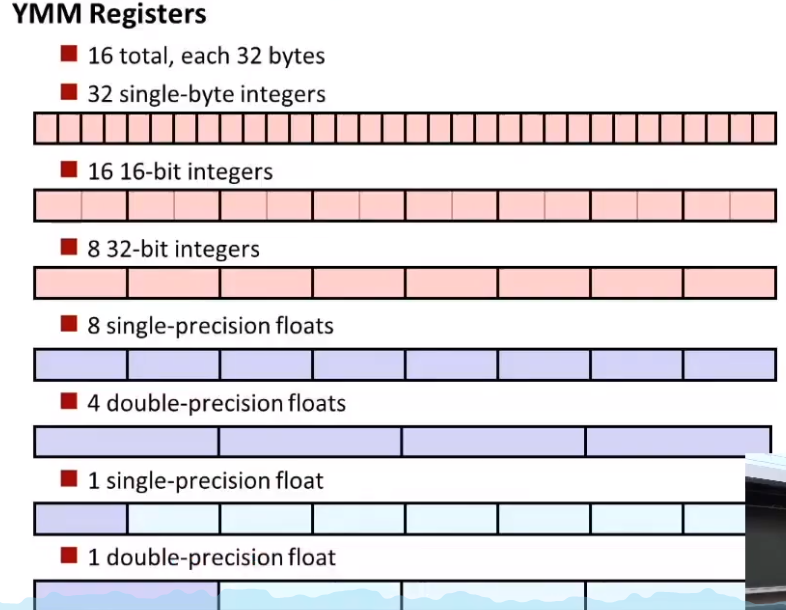 YMM Registers
16 total, each 32 bytes
32 single-byte integers
16 16-bit integers
8 32-bit integers
8 single-precision floats
4 double-precision floats
1 single-precision float
1 double-precision float